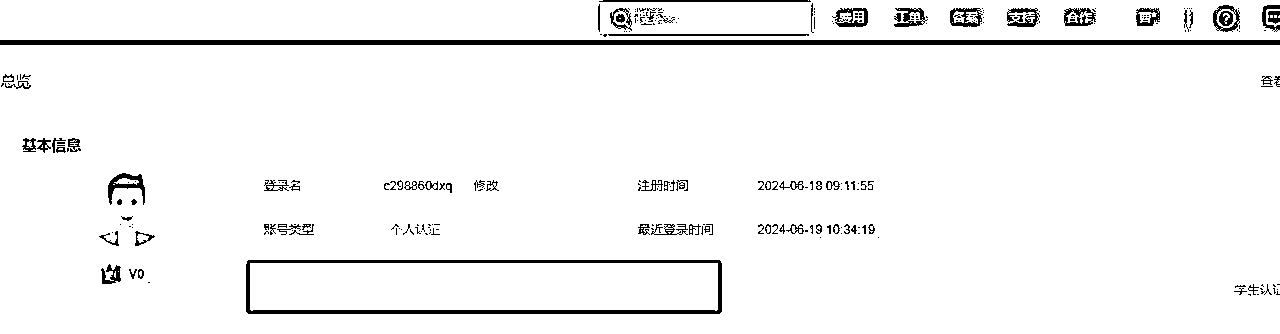 费用 工单 备案 支持 合作
总览 查看
基本信息
登录名 c298860dxq 修改 注册时间 2024-06-18 09:11:55
账号类型 个人认证 最近登录时间 2024-06-19 10:34:19
V0
学生认证